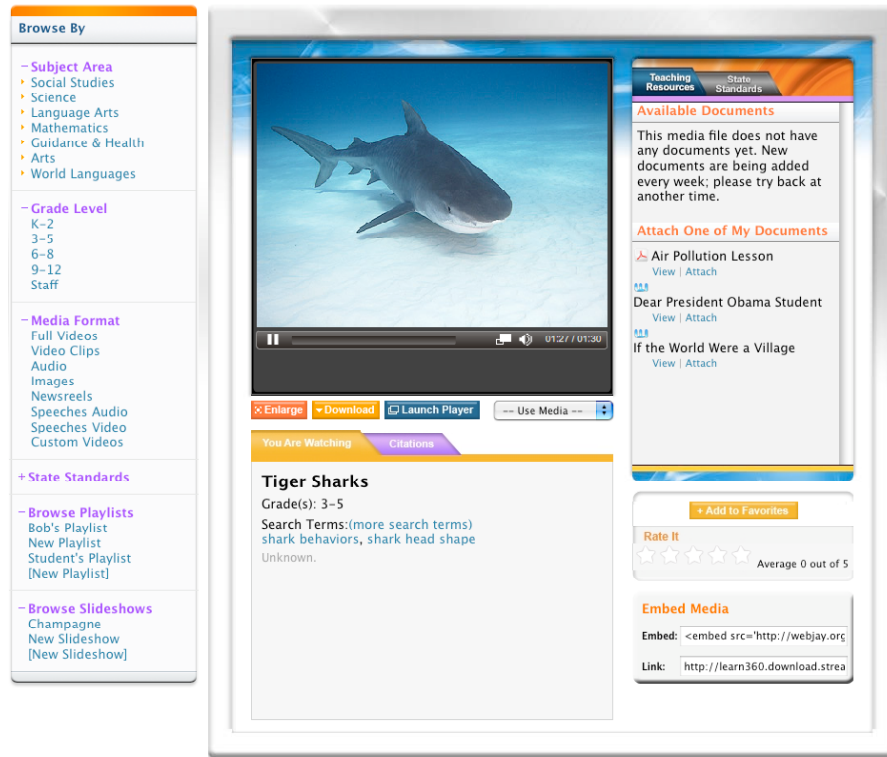 Browse By
−Subject Area
Social Studies
Science
Language Arts
Mathematics
Guidance & Health
Arts
World Languages
−Grade Level
K-2
3-5
6-8
9-12
Staff
−Media Format
Full Videos
Video Clips
Audio
Images
Newsreels
Speeches Audio
Speeches Video
Custom Videos
+State Standards
−Browse Playlists
Bob's Playlist
New Playlist
Student's Playlist
[New Playlist]
−Browse Slideshows
Champagne
New Slideshow
[New Slideshow]
01:27 / 01:30
Enlarge Download Launch Player -- Use Media --
You Are Watching Citations
Tiger Sharks
Grade(s): 3-5
Search Terms:(more search terms)
shark behaviors, shark head shape
Unknown.
Teaching Resources State Standards
Available Documents
This media file does not have
any documents yet. New
documents are being added
every week; please try back at
another time.
Attach One of My Documents
Air Pollution Lesson
View | Attach
Dear President Obama Student
View | Attach
If the World Were a Village
View | Attach
+ Add to Favorites
Rate It
Average 0 out of 5
Embed Media
Embed: <embed src='http://webjay.org
Link: http://learn360.download.strea